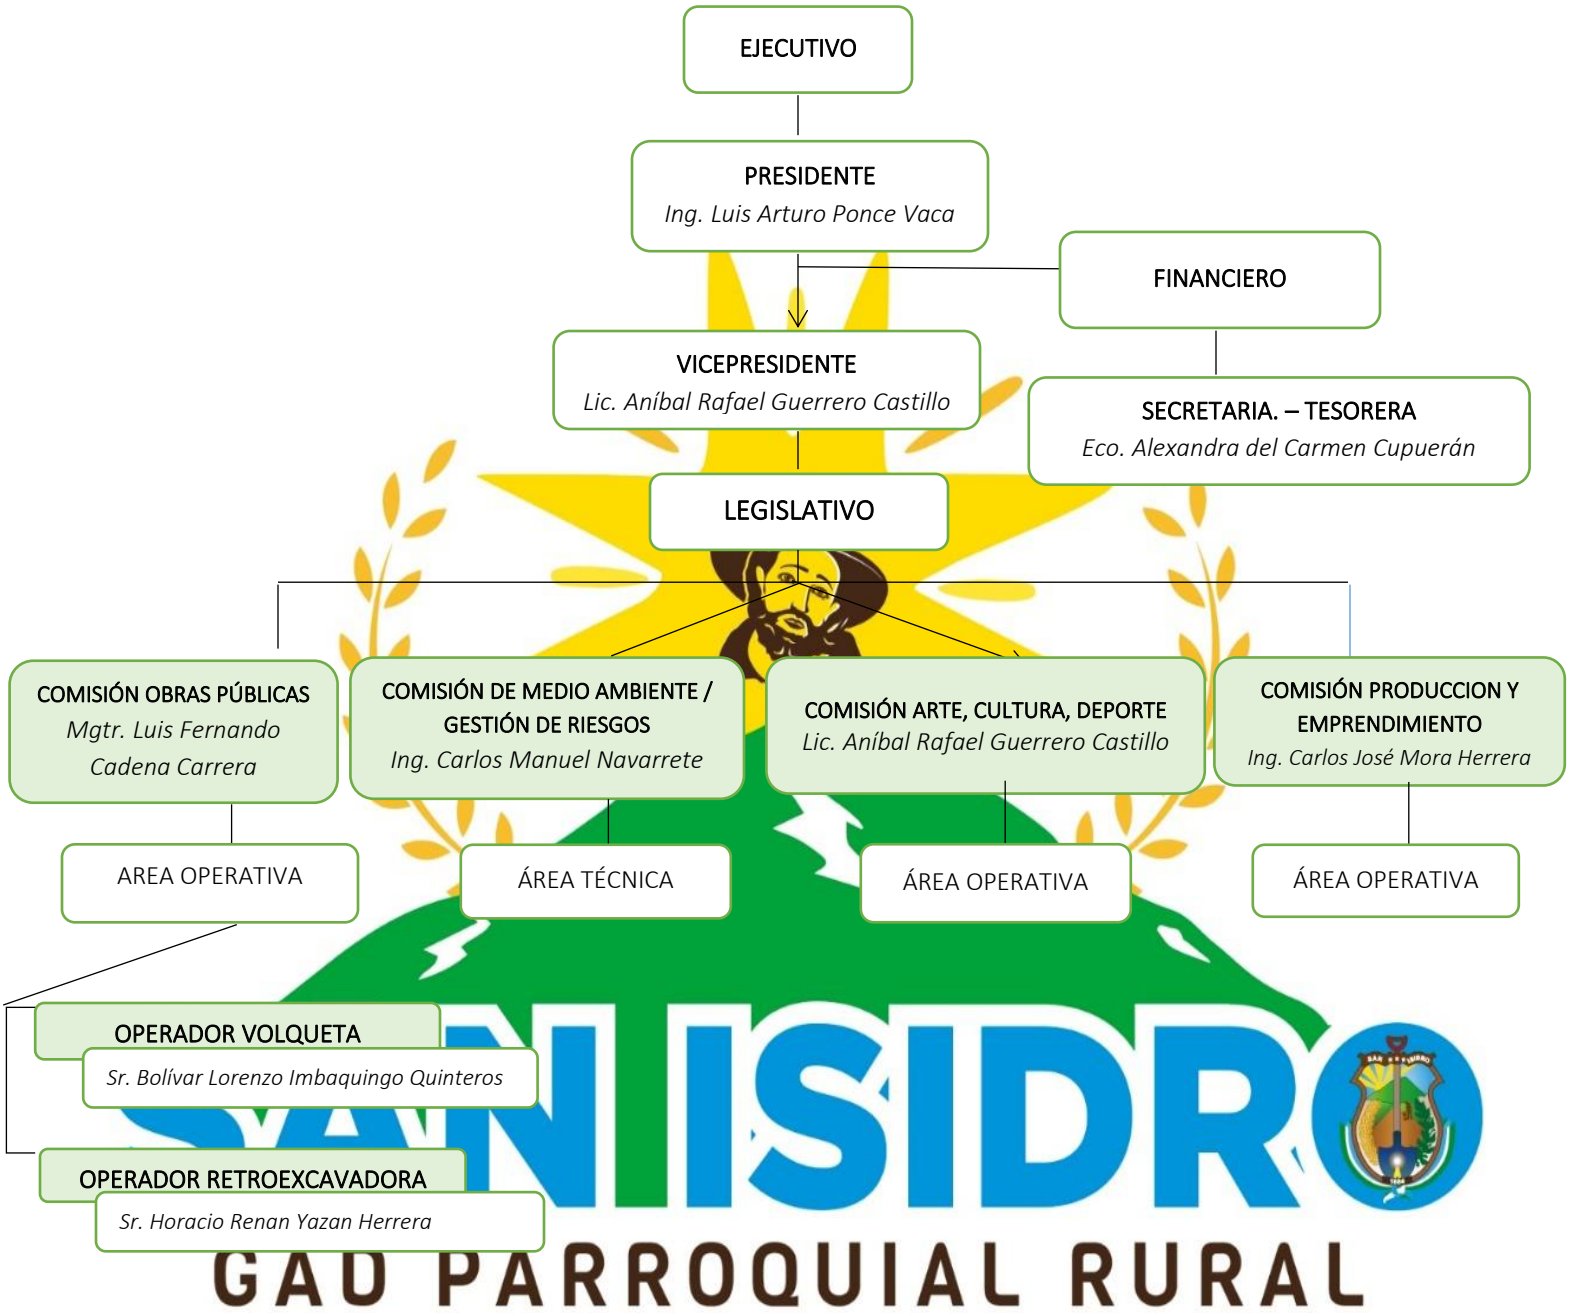 EJECUTIVO
PRESIDENTE
Ing. Luis Arturo Ponce Vaca
FINANCIERO
VICEPRESIDENTE
Lic. Aníbal Rafael Guerrero Castillo
SECRETARIA. – TESORERA
Eco. Alexandra del Carmen Cupuerán
LEGISLATIVO
COMISIÓN OBRAS PÚBLICAS
Mgtr. Luis Fernando
Cadena Carrera
COMISIÓN DE MEDIO AMBIENTE /
GESTIÓN DE RIESGOS
Ing. Carlos Manuel Navarrete
COMISIÓN ARTE, CULTURA, DEPORTE
Lic. Aníbal Rafael Guerrero Castillo
COMISIÓN PRODUCCION Y
EMPRENDIMIENTO
Ing. Carlos José Mora Herrera
AREA OPERATIVA
ÁREA TÉCNICA
ÁREA OPERATIVA
ÁREA OPERATIVA
OPERADOR VOLQUETA
Sr. Bolívar Lorenzo Imbaquingo Quinteros
OPERADOR RETROEXCAVADORA
Sr. Horacio Renan Yazan Herrera
SAN ISIDRO
SAN ISIDRO
GAD PARROQUIAL RURAL